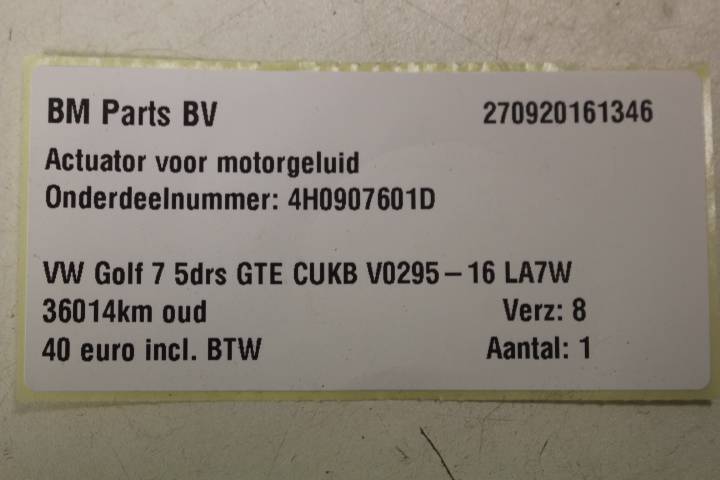 BM Parts BV 270920161346
Actuator voor motorgeluid
Onderdeelnummer: 4H0907601D
VW Golf 7 5drs GTE CUKB V0295-16 LA7W
36014km oud Verz: 8
40 euro incl. BTW Aantal: 1